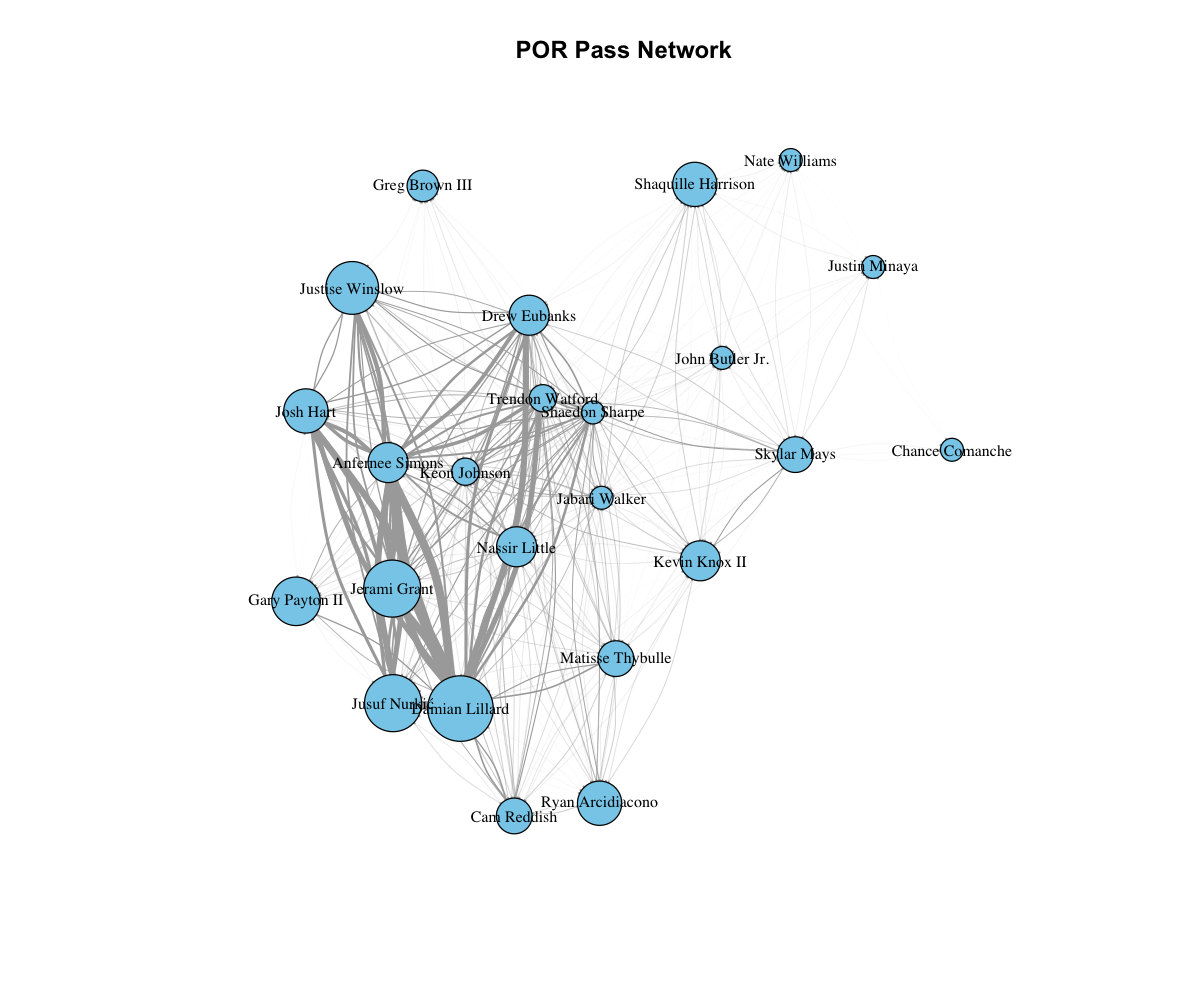 POR Pass Network
Nate Williams
Greg Brown III
Shaquille Harrison
Justin Minaya
Justise Winslow
Drew Eubanks
John Butler Jr.
Trendon Watford
Josh Hart
Shaedon Sharpe
Chance Comanche
Skylar Mays
Anfernee Simons
Keon Johnson
Jabari Walker
Nassir Little
Kevin Knox II
Jerami Grant
Gary Payton II
Matisse Thybulle
Jusuf Nurkic
Damian Lillard
Ryan Arcidiacono
Cam Reddish